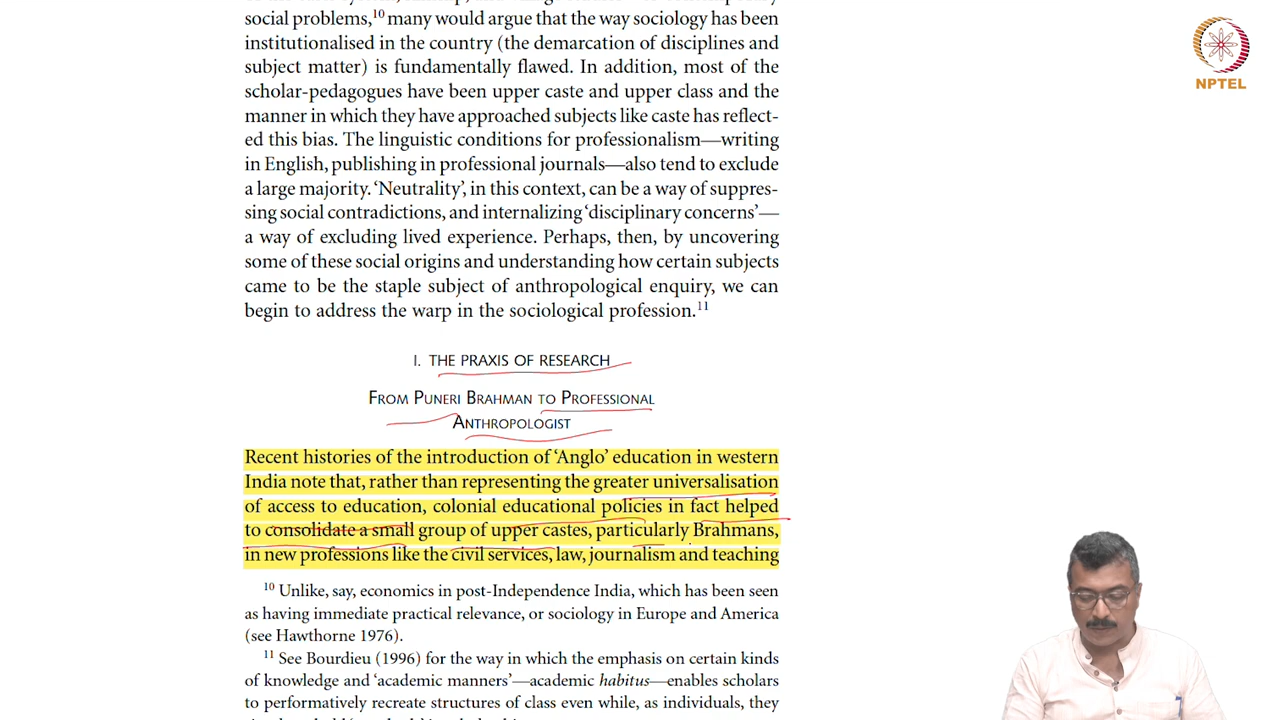 social problems,¹⁰ many would argue that the way sociology has been
institutionalised in the country (the demarcation of disciplines and
subject matter) is fundamentally flawed. In addition, most of the
scholar-pedagogues have been upper caste and upper class and the
manner in which they have approached subjects like caste has reflect-
ed this bias. The linguistic conditions for professionalism—writing
in English, publishing in professional journals—also tend to exclude
a large majority. ‘Neutrality’, in this context, can be a way of suppres-
sing social contradictions, and internalizing ‘disciplinary concerns’—
a way of excluding lived experience. Perhaps, then, by uncovering
some of these social origins and understanding how certain subjects
came to be the staple subject of anthropological enquiry, we can
begin to address the warp in the sociological profession.¹¹
I. THE PRAXIS OF RESEARCH
FROM PUNERI BRAHMAN TO PROFESSIONAL
ANTHROPOLOGIST
Recent histories of the introduction of ‘Anglo’ education in western
India note that, rather than representing the greater universalisation
of access to education, colonial educational policies in fact helped
to consolidate a small group of upper castes, particularly Brahmans,
in new professions like the civil services, law, journalism and teaching
¹⁰ Unlike, say, economics in post-Independence India, which has been seen
as having immediate practical relevance, or sociology in Europe and America
(see Hawthorne 1976).
¹¹ See Bourdieu (1996) for the way in which the emphasis on certain kinds
of knowledge and ‘academic manners’—academic habitus—enables scholars
to performatively recreate structures of class even while, as individuals, they
NPTEL